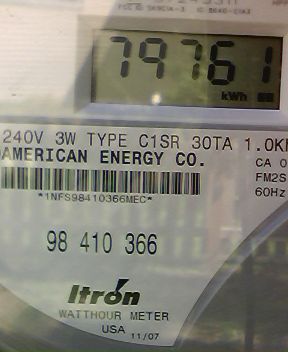 79761
kWh
240V 3W TYPE C1SR 30TA 1.0K
AMERICAN ENERGY CO.
CA 0
FM2S
60Hz
*1NFS98410366MEC*
98 410 366
Itron
WATTHOUR METER
USA 11/07